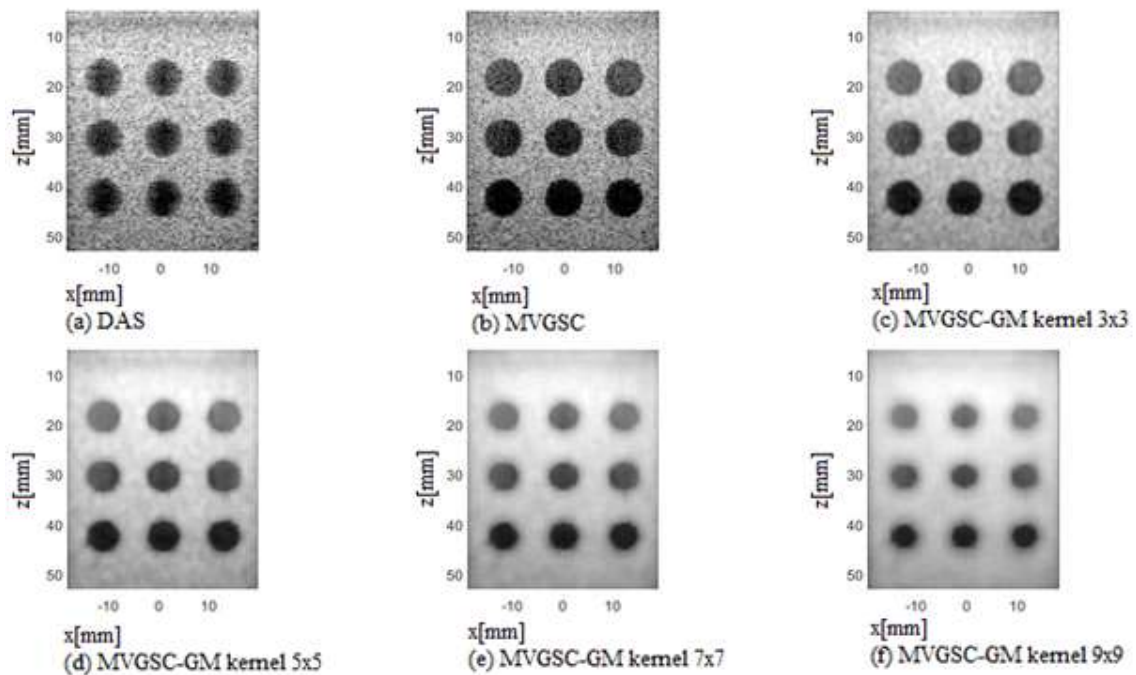 10
20
z[mm]
30
40
50
-10 0 10
x[mm]
(a) DAS
10
20
z[mm]
30
40
50
-10 0 10
x[mm]
(b) MVGSC
10
20
z[mm]
30
40
50
-10 0 10
x[mm]
(c) MVGSC-GM kernel 3x3
10
20
z[mm]
30
40
50
-10 0 10
x[mm]
(d) MVGSC-GM kernel 5x5
10
20
z[mm]
30
40
50
-10 0 10
x[mm]
(e) MVGSC-GM kernel 7x7
10
20
z[mm]
30
40
50
-10 0 10
x[mm]
(f) MVGSC-GM kernel 9x9